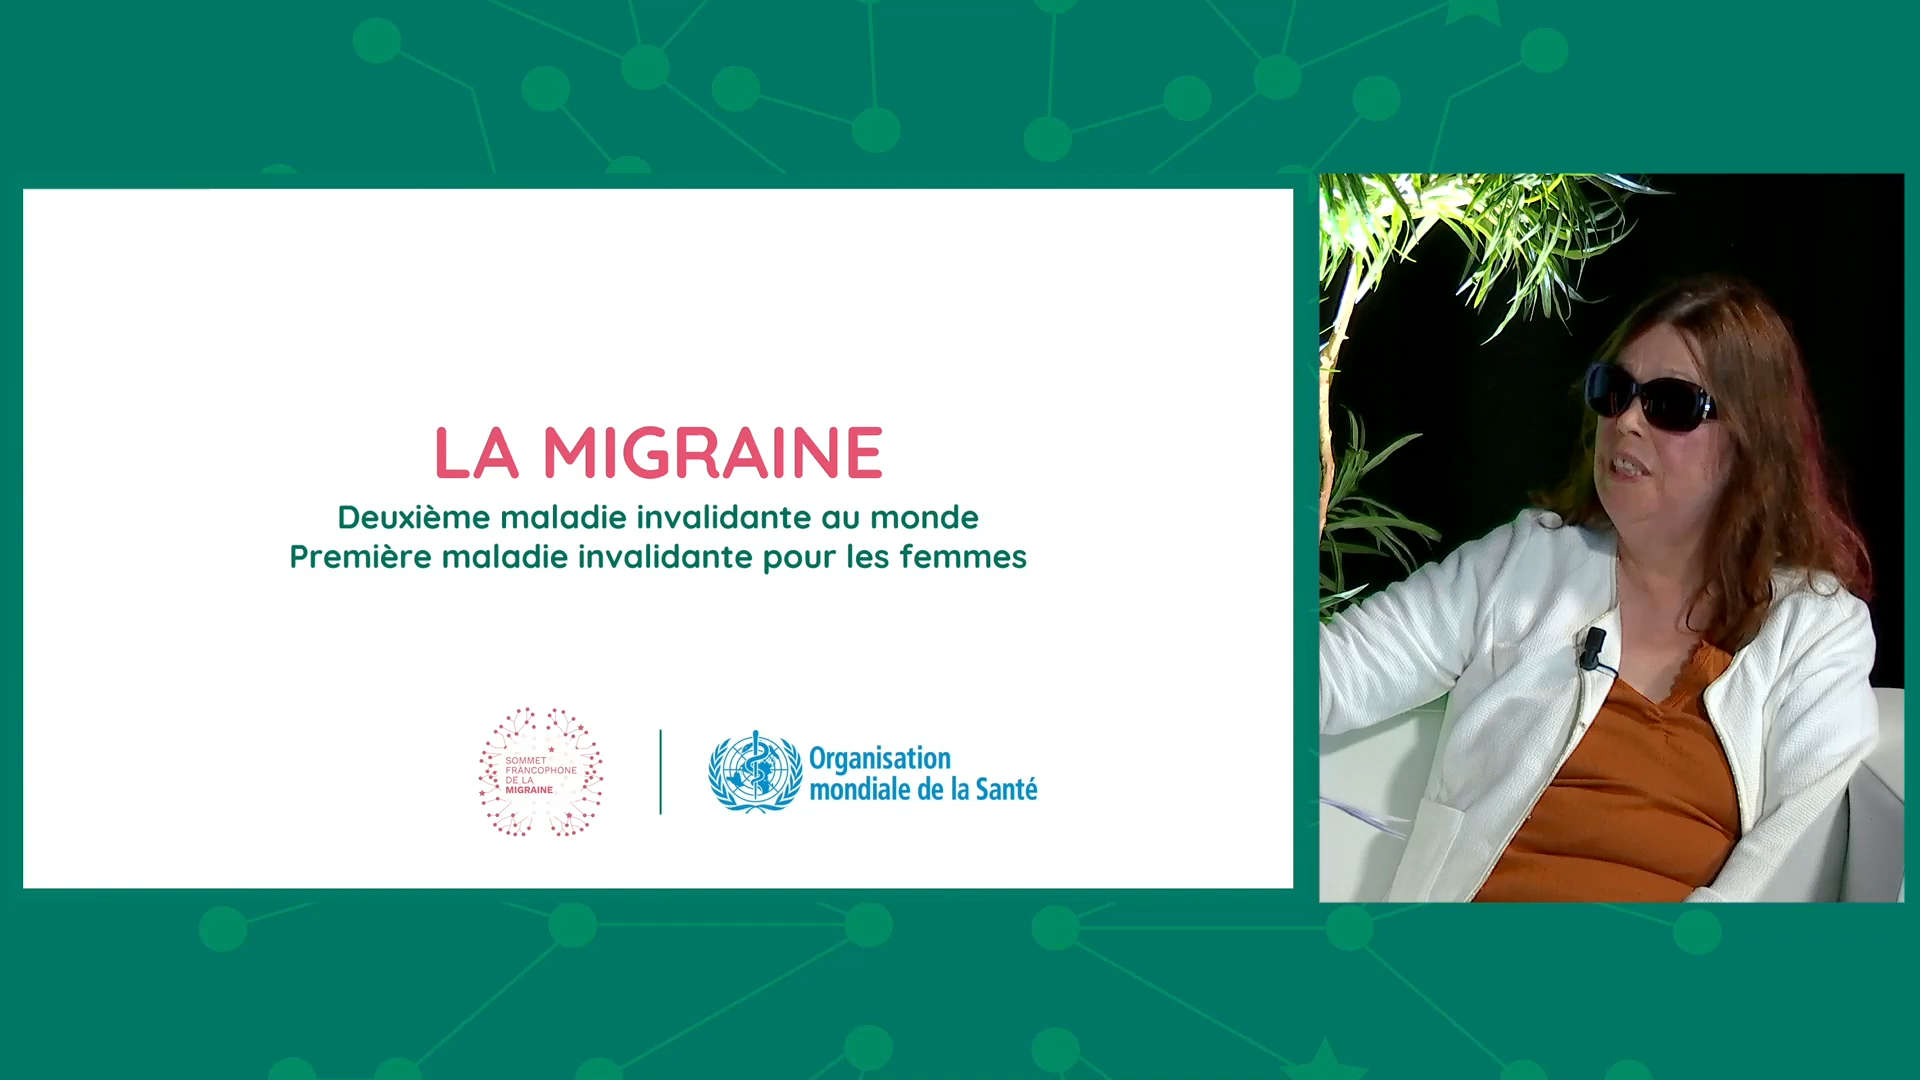 LA MIGRAINE
Deuxième maladie invalidante au monde
Première maladie invalidante pour les femmes
SOMMET
FRANCOPHONE
DE LA
MIGRAINE
Organisation
mondiale de la Santé